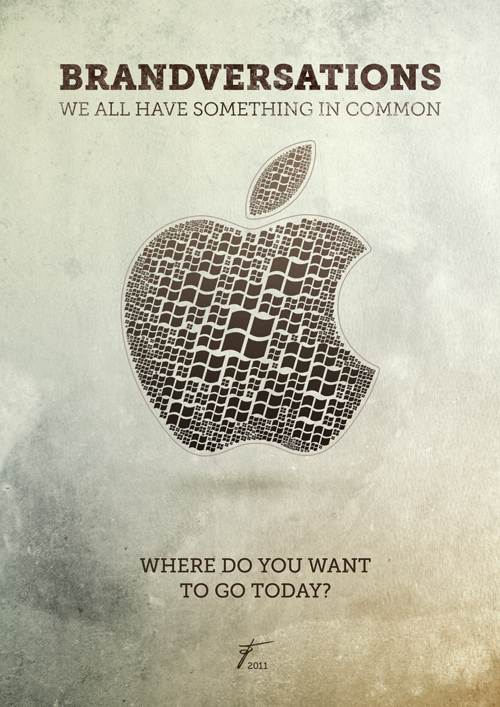 BRANDVERSATIONS
WE ALL HAVE SOMETHING IN COMMON
WHERE DO YOU WANT
TO GO TODAY?
2011